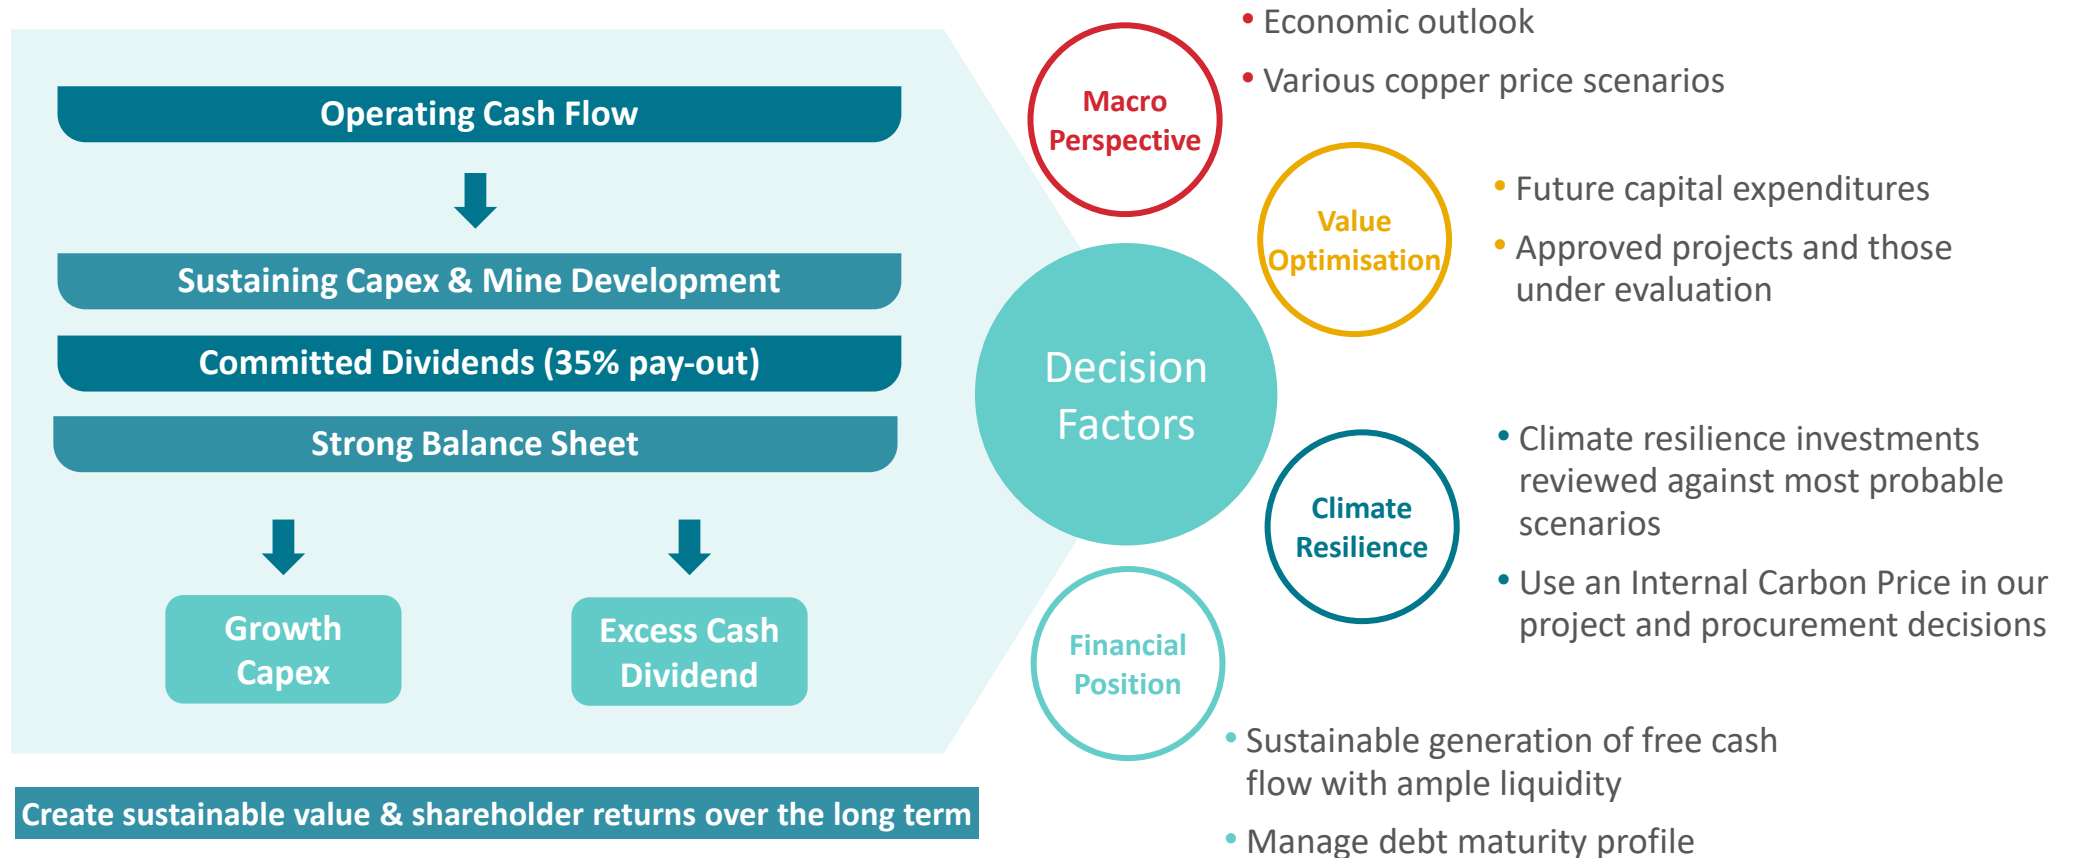 Operating Cash Flow
Sustaining Capex & Mine Development
Committed Dividends (35% pay-out)
Strong Balance Sheet
Growth
Capex
Excess Cash
Dividend
Create sustainable value & shareholder returns over the long term
Decision
Factors
Macro
Perspective
• Economic outlook
• Various copper price scenarios
Value
Optimisation
• Future capital expenditures
• Approved projects and those
under evaluation
Climate
Resilience
• Climate resilience investments
reviewed against most probable
scenarios
• Use an Internal Carbon Price in our
project and procurement decisions
Financial
Position
• Sustainable generation of free cash
flow with ample liquidity
• Manage debt maturity profile